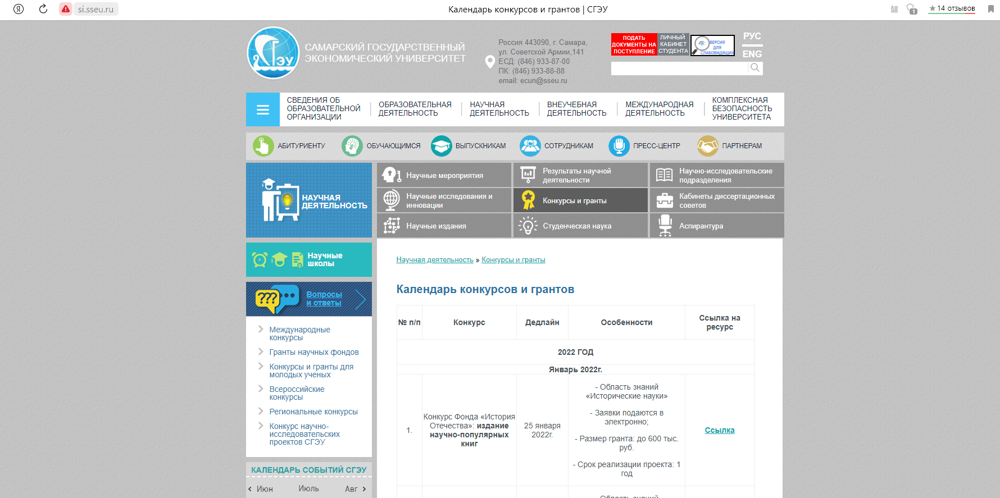 si.sseu.ru
Календарь конкурсов и грантов | СГЭУ
1
★ 14 отзывов
САМАРСКИЙ ГОСУДАРСТВЕННЫЙ
ЭКОНОМИЧЕСКИЙ УНИВЕРСИТЕТ
Россия 443090, г. Самара,
ул. Советской Армии,141
ЕСД: (846) 933-87-00
ПК: (846) 933-88-88
email: ecun@sseu.ru
ПОДАТЬ
ДОКУМЕНТЫ НА
ПОСТУПЛЕНИЕ
ЛИЧНЫЙ
КАБИНЕТ
СТУДЕНТА
ВЕРСИЯ
ДЛЯ
СЛАБОВИДЯЩИХ
РУС
ENG
СВЕДЕНИЯ ОБ
ОБРАЗОВАТЕЛЬНОЙ
ОРГАНИЗАЦИИ
ОБРАЗОВАТЕЛЬНАЯ
ДЕЯТЕЛЬНОСТЬ
НАУЧНАЯ
ДЕЯТЕЛЬНОСТЬ
ВНЕУЧЕБНАЯ
ДЕЯТЕЛЬНОСТЬ
МЕЖДУНАРОДНАЯ
ДЕЯТЕЛЬНОСТЬ
КОМПЛЕКСНАЯ
БЕЗОПАСНОСТЬ
УНИВЕРСИТЕТА
АБИТУРИЕНТУ
ОБУЧАЮЩИМСЯ
ВЫПУСКНИКАМ
СОТРУДНИКАМ
ПРЕСС-ЦЕНТР
ПАРТНЕРАМ
НАУЧНАЯ
ДЕЯТЕЛЬНОСТЬ
Научные мероприятия
Результаты научной
деятельности
Научно-исследовательские
подразделения
Научные исследования и
инновации
Конкурсы и гранты
Кабинеты диссертационных
советов
Научные издания
Студенческая наука
Аспирантура
Научные
школы
???
Вопросы
и ответы
Международные
конкурсы
Гранты научных фондов
Конкурсы и гранты для
молодых ученых
Всероссийские
конкурсы
Региональные конкурсы
Конкурс научно-
исследовательских
проектов СГЭУ
КАЛЕНДАРЬ СОБЫТИЙ СГЭУ
Июн
Июль
Авг
Научная деятельность » Конкурсы и гранты
Календарь конкурсов и грантов
№ п/п
Конкурс
Дедлайн
Особенности
Ссылка на
ресурс
2022 ГОД
Январь 2022г.
1.
Конкурс Фонда «История
Отечества»: издание
научно-популярных
книг
25 января
2022г.
- Область знаний
«Исторические науки»
- Заявки подаются в
электронно;
- Размер гранта: до 600 тыс.
руб.
- Срок реализации проекта: 1
год
Ссылка
- Область знаний